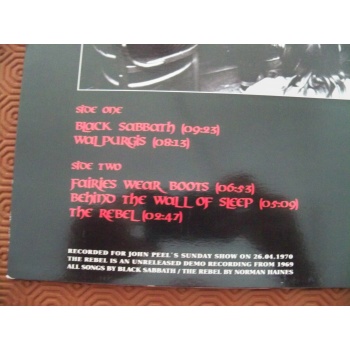 SIDE ONE
BLACK SABBATH (09:23)
WALPURGIS (08:13)
SIDE TWO
FAIRIES WEAR BOOTS (06:53)
BEHIND THE WALL OF SLEEP (05:09)
THE REBEL (02:47)
RECORDED FOR JOHN PEEL`S SUNDAY SHOW ON 26.04.1970
THE REBEL IS AN UNRELEASED DEMO RECORDING FROM 1969
ALL SONGS BY BLACK SABBATH / THE REBEL BY NORMAN HAINES